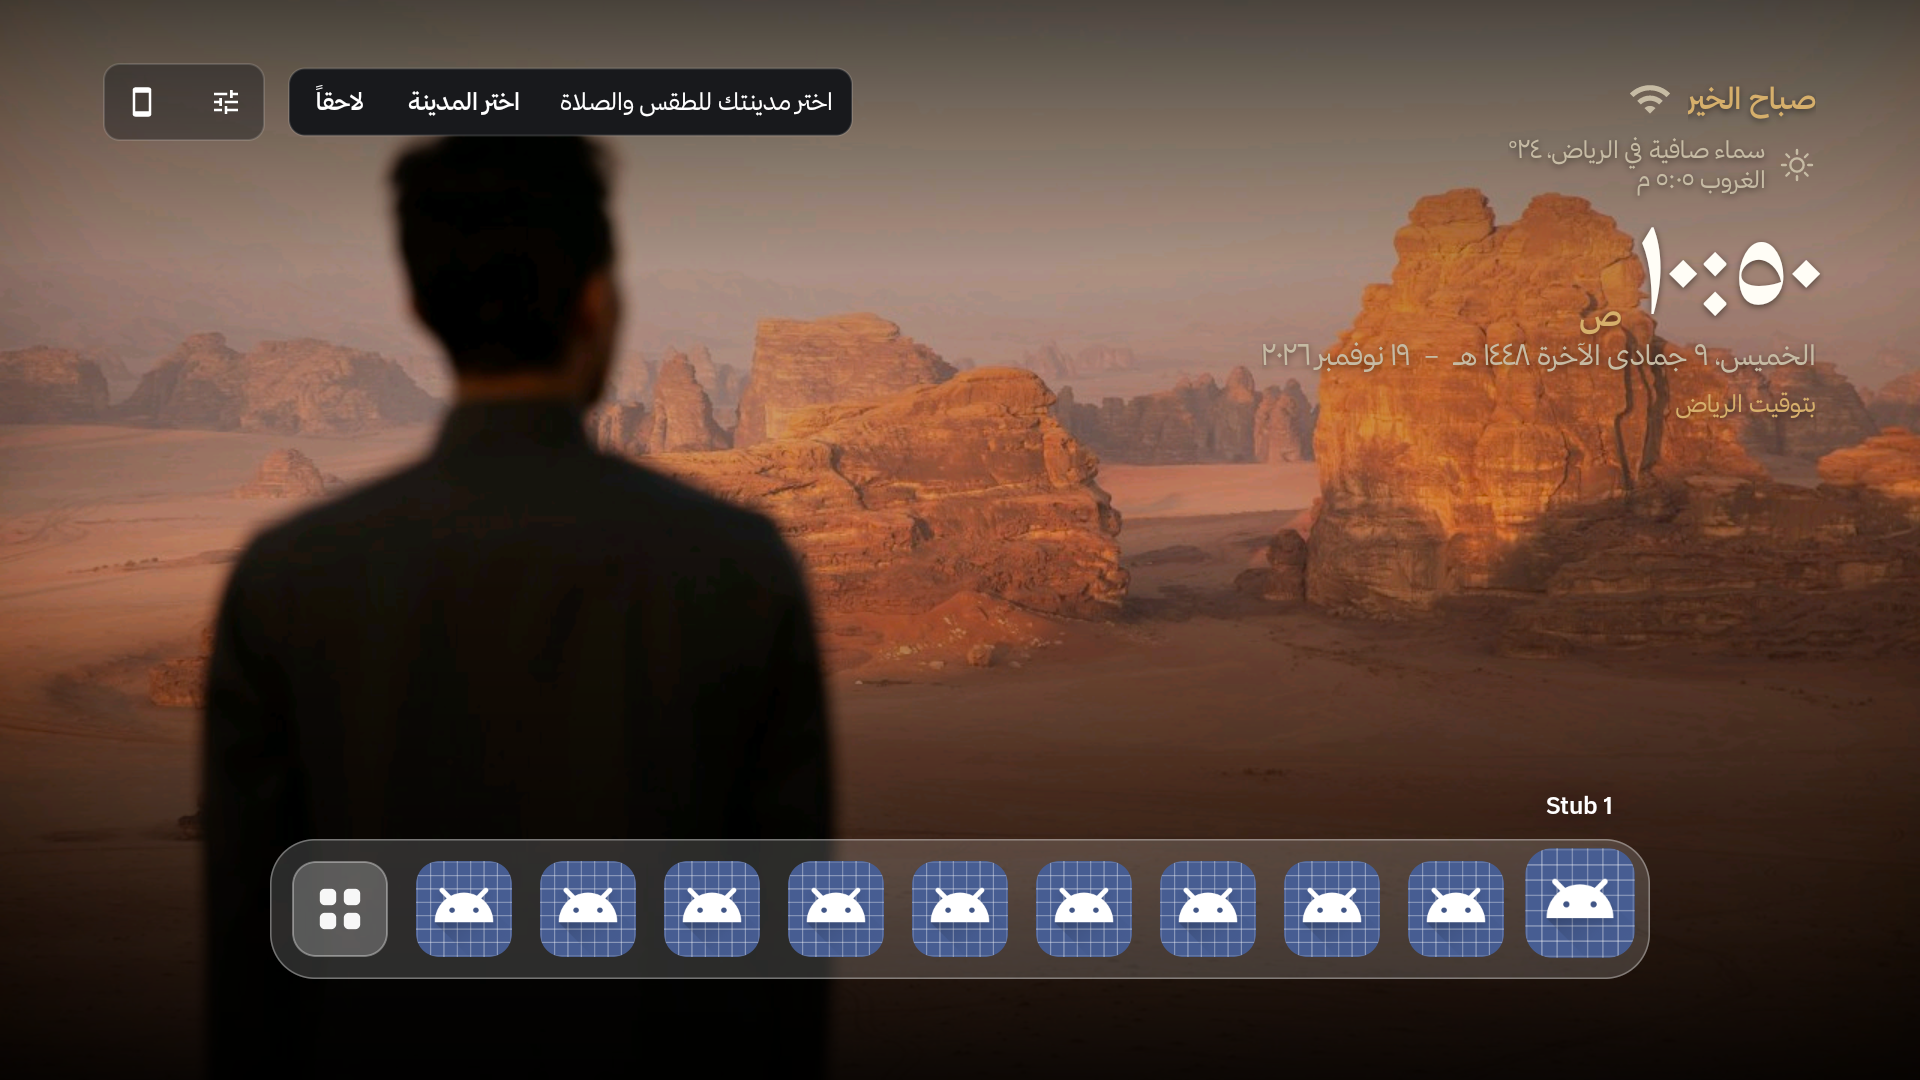 صباح الخير
سماء صافية في الرياض، ٢٤°
الغروب ٥:٠٥ م
١٠:٥٠ ص
الخميس، ٩ جمادى الآخرة ١٤٤٨ هـ – ١٩ نوفمبر ٢٠٢٦
بتوقيت الرياض
اختر مدينتك للطقس والصلاة
اختر المدينة
لاحقاً
Stub 1